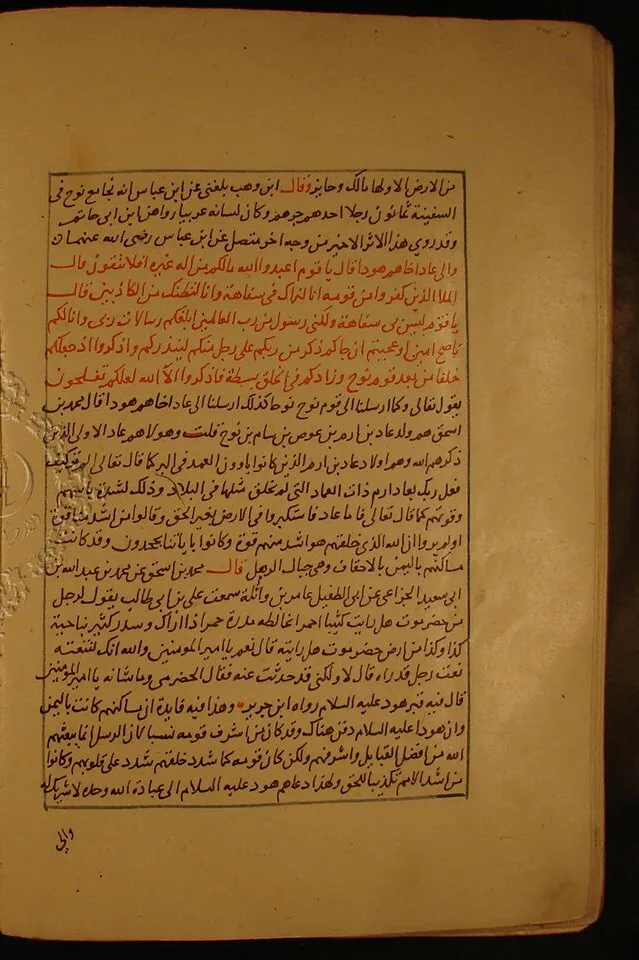 من الارض الا ولها مالك وحايز وقال ابن وهب بلغني عن ابن عباس انه نجا مع نوح في
السفينة ثمانون رجلا احدهم جرهم وكان لسانه عربيا رواهن ابن ابي حاتم
وقد روي هذا الاثر الاخير من وجه اخر متصل عن ابن عباس رضي الله عنهما
والى عاد اخاهم هودا قال يا قوم اعبدوا الله مالكم من اله غيره افلا تتقون قال
الملا الذين كفروا من قومه انا لنراك في سفاهة وانا لنظنك من الكاذبين قال
يا قوم ليس بي سفاهة ولكني رسول من رب العالمين ابلغكم رسالات ربي وانا لكم
ناصح امين اوعجبتم ان جاكم ذكر من ربكم على رجل منكم لينذركم واذكروا اذ جعلكم
خلفا من بعد قوم نوح وزادكم في الخلق بسطة فاذكروا الآ الله لعلكم تفلحون
يقول تعالى وكما ارسلنا الى قوم نوح نوحا كذلك ارسلنا الى عاد اخاهم هودا قال محمد بن
اسحق هم ولد عاد بن ارم بن عوص بن سام بن نوح قلت وهولا هم عاد الاولى الذين
ذكرهم الله وهم اولاد عاد بن ارم الذين كانوا ياوون العمد في البر كما قال تعالى الم تر كيف
فعل ربك بعاد ارم ذات العماد التي لم يخلق مثلها في البلاد وذلك لشدة باسهم
وقوتهم كما قال تعالى فاما عاد فاستكبروا في الارض بغير الحق وقالوا من اشد منا قوة
اولم يروا ان الله الذي خلقهم هو اشد منهم قوة وكانوا باياتنا يجحدون وقد كانت
مساكنهم باليمن بالاحقاف وهي جبال الرمل قال محمد بن اسحق عن محمد بن عبد الله بن
ابي سعيد الخزاعي عن ابي الطفيل عامر بن واثلة سمعت علي بن ابي طالب يقول لرجل
من حضرموت هل رايت كثيبا احمرا تخالطه مدرة حمرا ذا اراك وسدر كثير بناحية
كذا وكذا من ارض حضرموت هل رايته قال نعم يا امير المومنين والله انك لتنعته
نعت رجل قد راه قال لا ولكني قد حدثت عنه فقال الحضرمي وما شانه يا امير المومنين
قال فيه قبر هود عليه السلام رواه ابن جرير وهذا فيه فايدة ان مساكنهم كانت باليمن
وان هودا عليه السلام دفن هناك وقد كان من اشرف قومه نسبا لان الرسل انما يبعثهم
الله من افضل القبايل واشرفهم ولكن كان قومه كما شدد خلقهم شدد على قلوبهم وكانوا
من اشد الامم تكذيبا للحق ولهذا دعاهم هود عليه السلام الى عبادة الله وحده لا شريك له
والى